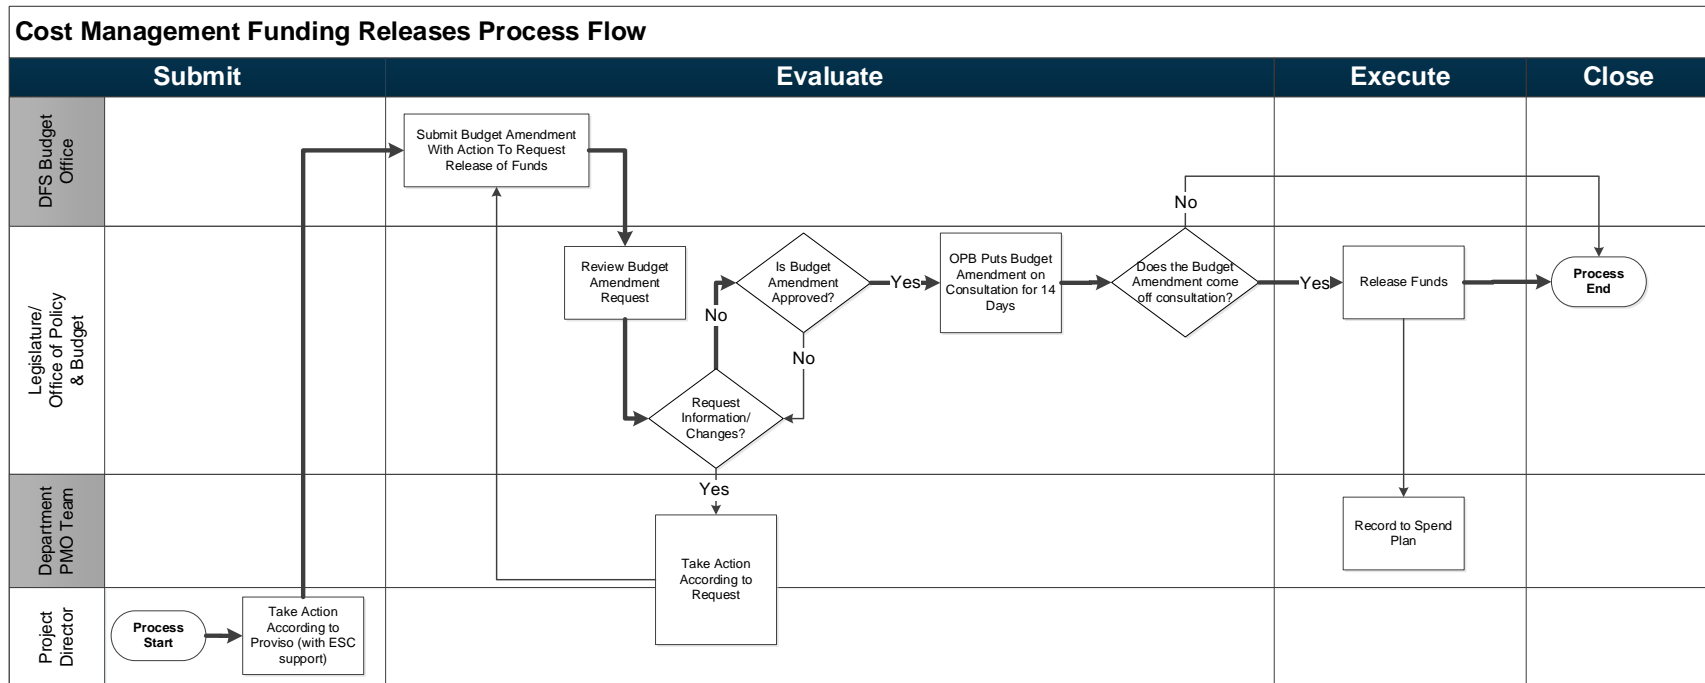 Cost Management Funding Releases Process Flow
Submit
Evaluate
Execute
Close
DFS Budget
Office
Submit Budget Amendment
With Action To Request
Release of Funds
No
Legislature/
Office of Policy
& Budget
Review Budget
Amendment
Request
Is Budget
Amendment
Approved?
Yes
OPB Puts Budget
Amendment on
Consultation for 14
Days
Does the Budget
Amendment come
off consultation?
Yes
Release Funds
Process
End
No
No
Request
Information/
Changes?
Yes
Department
PMO Team
Take Action
According to
Request
Record to Spend
Plan
Project
Director
Process
Start
Take Action
According to
Proviso (with ESC
support)